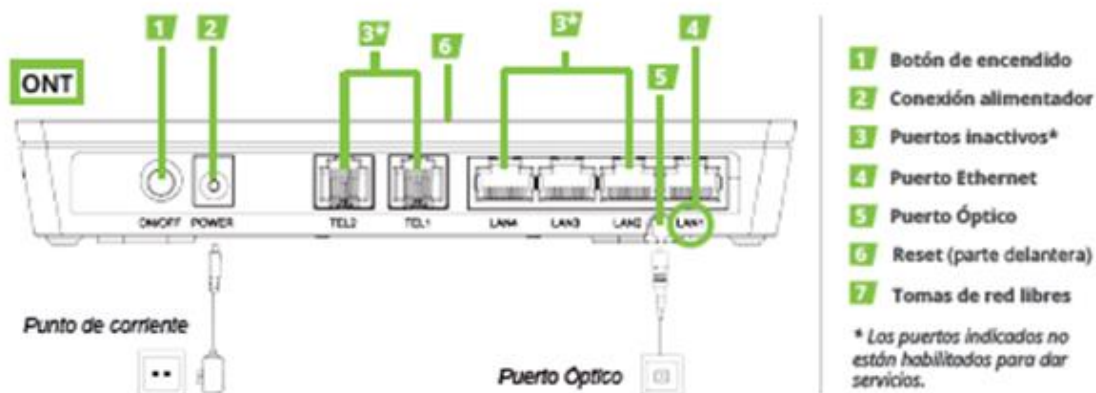 1 2 3* 6 3* 5 4
ONT
ON/OFF POWER TEL2 TEL1 LAN4 LAN3 LAN2 LAN1
Punto de corriente
Puerto Óptico
1 Botón de encendido
2 Conexión alimentador
3 Puertos inactivos*
4 Puerto Ethernet
5 Puerto Óptico
6 Reset (parte delantera)
7 Tomas de red libres
* Los puertos indicados no
están habilitados para dar
servicios.